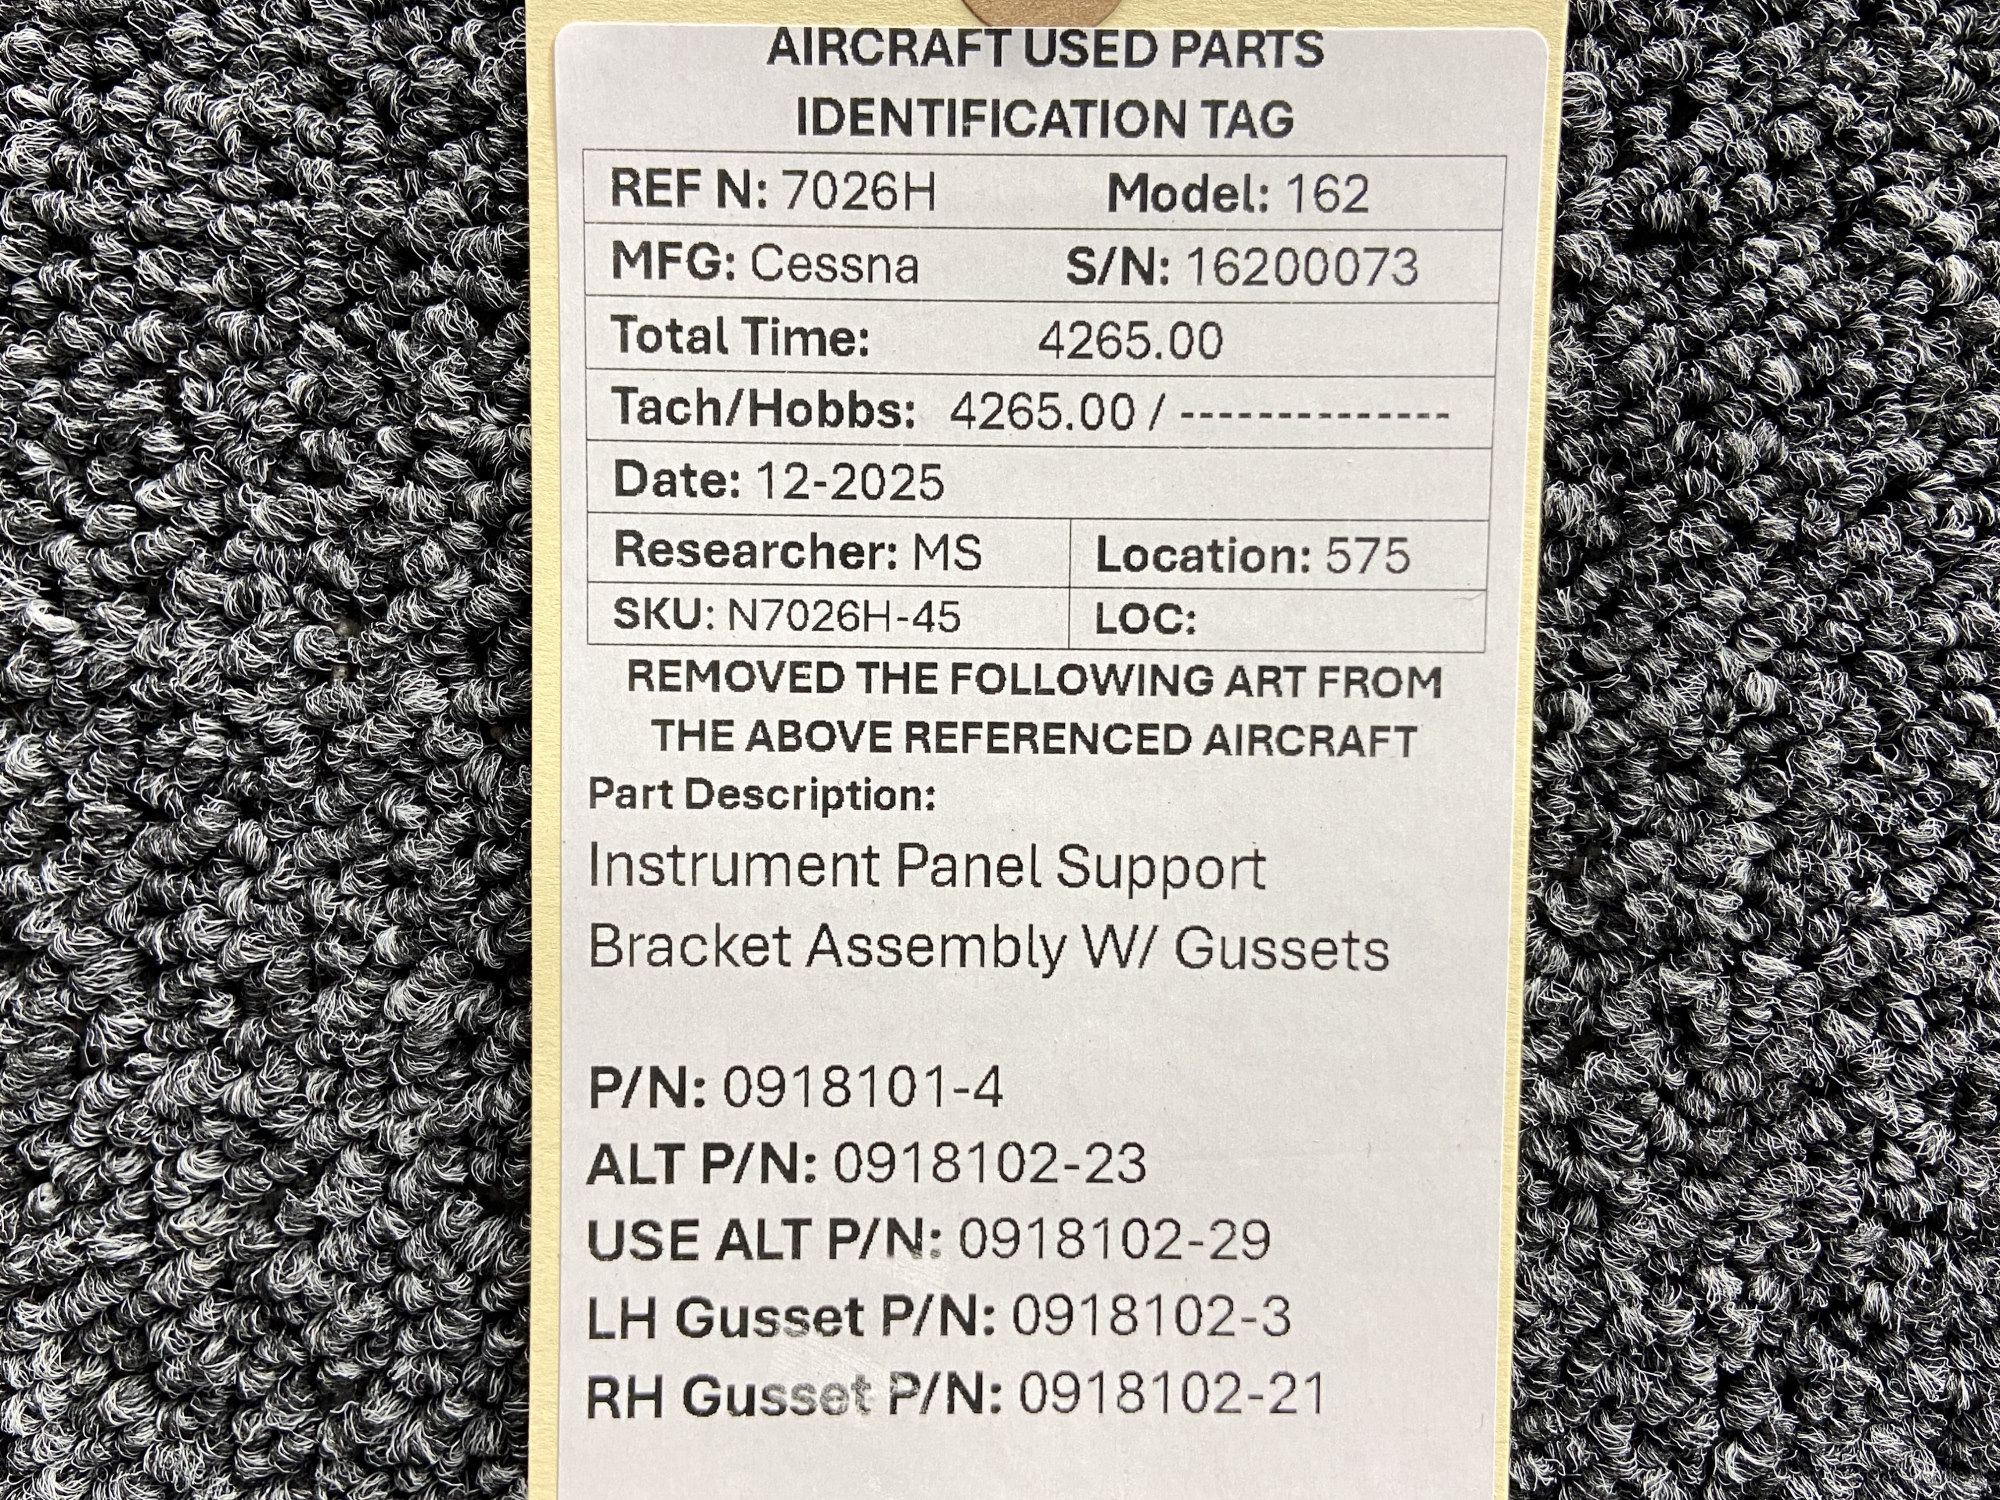 AIRCRAFT USED PARTS
IDENTIFICATION TAG
REF N: 7026H Model: 162
MFG: Cessna S/N: 16200073
Total Time: 4265.00
Tach/Hobbs: 4265.00 / --------------
Date: 12-2025
Researcher: MS Location: 575
SKU: N7026H-45 LOC:
REMOVED THE FOLLOWING ART FROM
THE ABOVE REFERENCED AIRCRAFT
Part Description:
Instrument Panel Support
Bracket Assembly W/ Gussets
P/N: 0918101-4
ALT P/N: 0918102-23
USE ALT P/N: 0918102-29
LH Gusset P/N: 0918102-3
RH Gusset P/N: 0918102-21